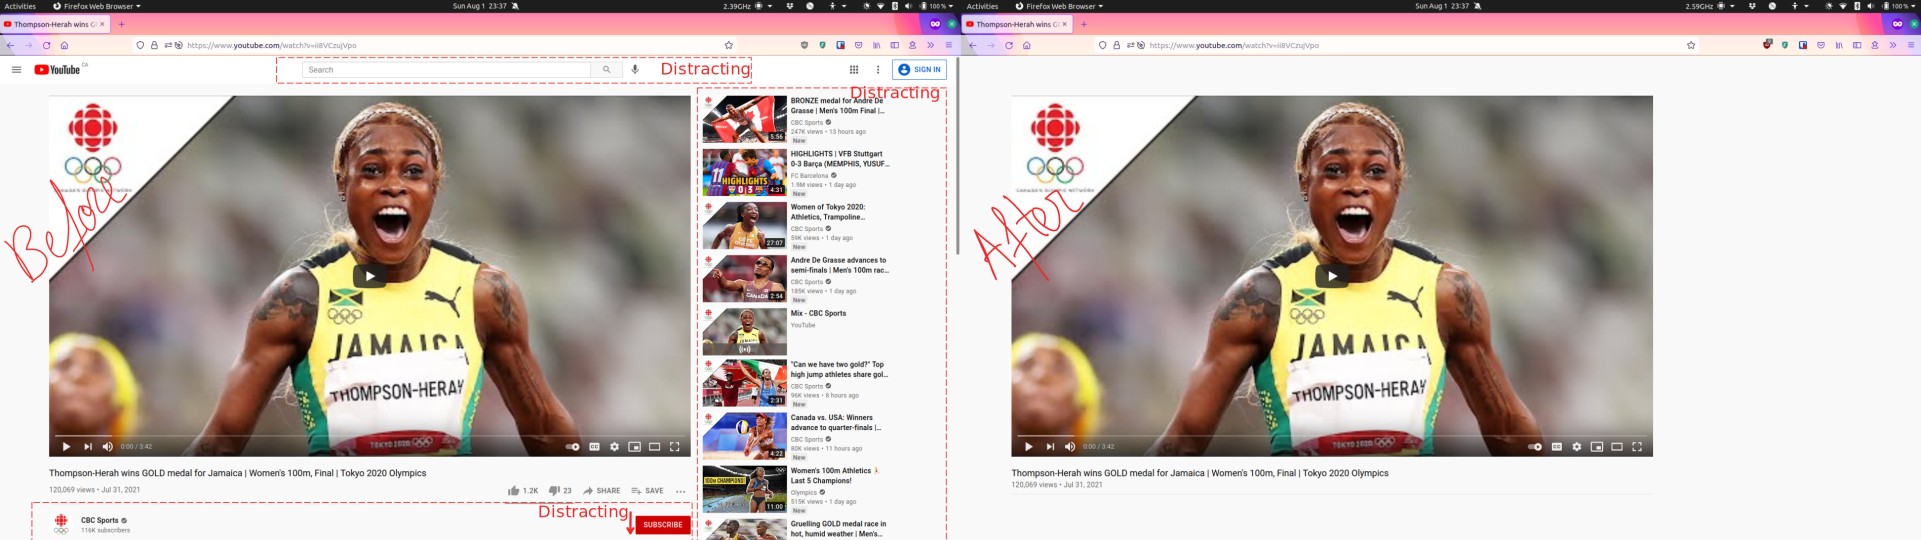 Activities
Firefox Web Browser
Sun Aug 1 23:37
2.39GHz
100 %
Thompson-Herah wins G
https://www.youtube.com/watch?v=ii8VCzujVpo
YouTube CA
Search
Distracting
SIGN IN
Distracting
Before
THOMPSON-HERAH
JAMAICA
TOKYO 2020
0:00 / 3:42
Thompson-Herah wins GOLD medal for Jamaica | Women's 100m, Final | Tokyo 2020 Olympics
120,069 views • Jul 31, 2021
1.2K
23
SHARE
SAVE
Distracting
CBC Sports
116K subscribers
SUBSCRIBE
5:56
BRONZE medal for Andre De
Grasse | Men's 100m Final |...
CBC Sports
247K views • 13 hours ago
New
11
HIGHLIGHTS
0 3
4:31
HIGHLIGHTS | VFB Stuttgart
0-3 Barça (MEMPHIS, YUSUF...
FC Barcelona
1.9M views • 1 day ago
New
27:07
Women of Tokyo 2020:
Athletics, Trampoline...
CBC Sports
59K views • 1 day ago
New
CANADA
2:54
Andre De Grasse advances to
semi-finals | Men's 100m rac...
CBC Sports
185K views • 1 day ago
New
Mix - CBC Sports
YouTube
2:31
"Can we have two gold?" Top
high jump athletes share gol...
CBC Sports
96K views • 8 hours ago
New
4:22
Canada vs. USA: Winners
advance to quarter-finals |...
CBC Sports
80K views • 11 hours ago
New
100M CHAMPIONS!
11:00
Women's 100m Athletics
Last 5 Champions!
Olympics
515K views • 1 day ago
New
Gruelling GOLD medal race in
hot, humid weather | Men's...
Activities
Firefox Web Browser
Sun Aug 1 23:37
2.59GHz
100 %
Thompson-Herah wins G
https://www.youtube.com/watch?v=ii8VCzujVpo
CANADA'S OLYMPIC NETWORK
After
JAMAICA
THOMPSON-HERAH
TOKYO 2020
0:00 / 3:42
Thompson-Herah wins GOLD medal for Jamaica | Women's 100m, Final | Tokyo 2020 Olympics
120,069 views • Jul 31, 2021